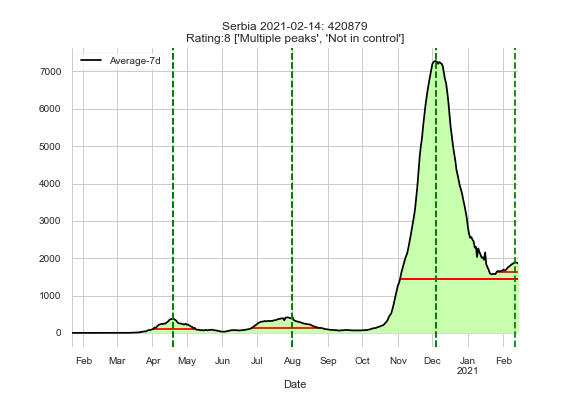 Serbia 2021-02-14: 420879
Rating:8 ['Multiple peaks', 'Not in control']
Average-7d
7000
6000
5000
4000
3000
2000
1000
0
Feb Mar Apr May Jun Jul Aug Sep Oct Nov Dec Jan Feb
2021
Date